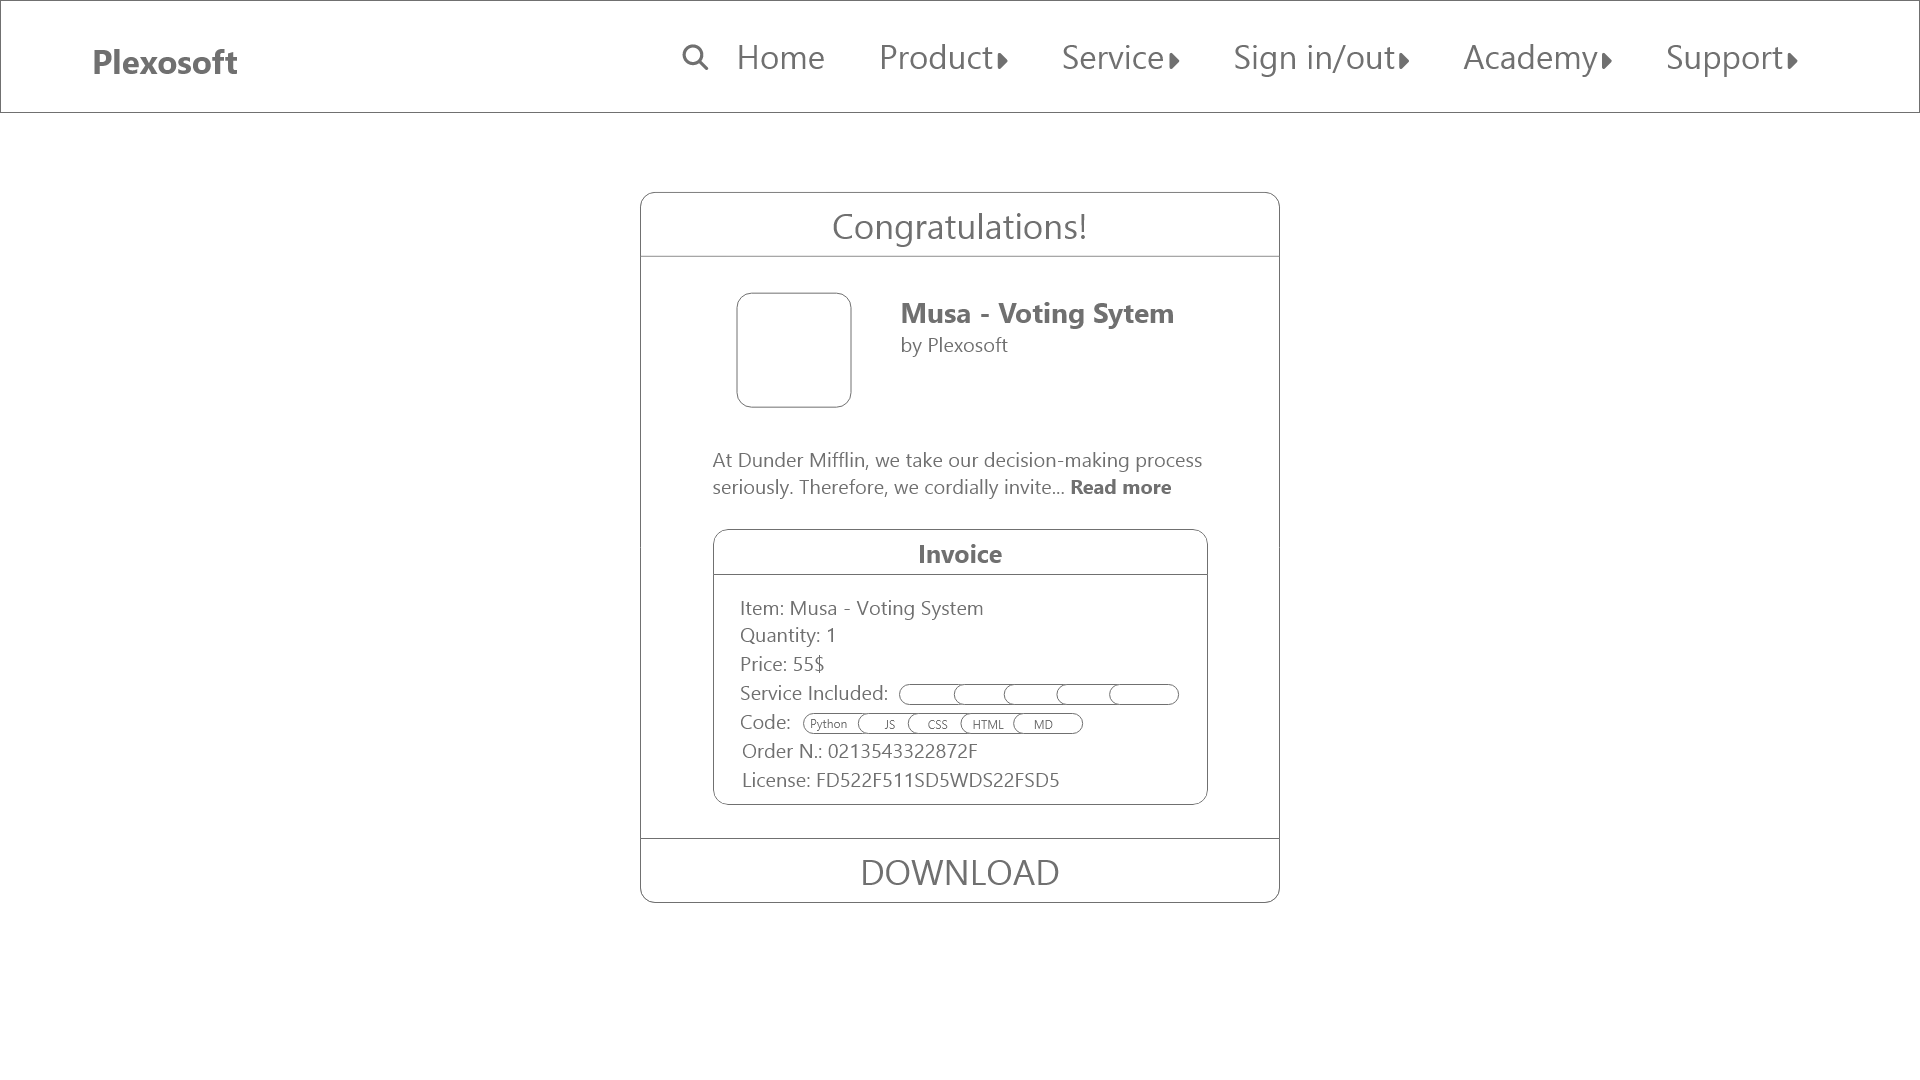 Plexosoft
Home Product Service Sign in/out Academy Support
Congratulations!
Musa - Voting Sytem
by Plexosoft
At Dunder Mifflin, we take our decision-making process
seriously. Therefore, we cordially invite... Read more
Invoice
Item: Musa - Voting System
Quantity: 1
Price: 55$
Service Included:
Code: Python JS CSS HTML MD
Order N.: 0213543322872F
License: FD522F511SD5WDS22FSD5
DOWNLOAD